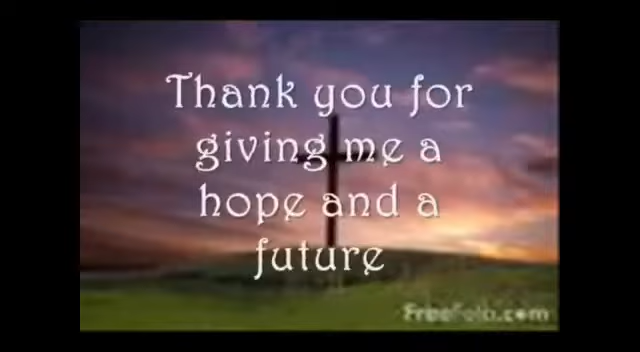 Thank you for
giving me a
hope and a
future
FreeFoto.com